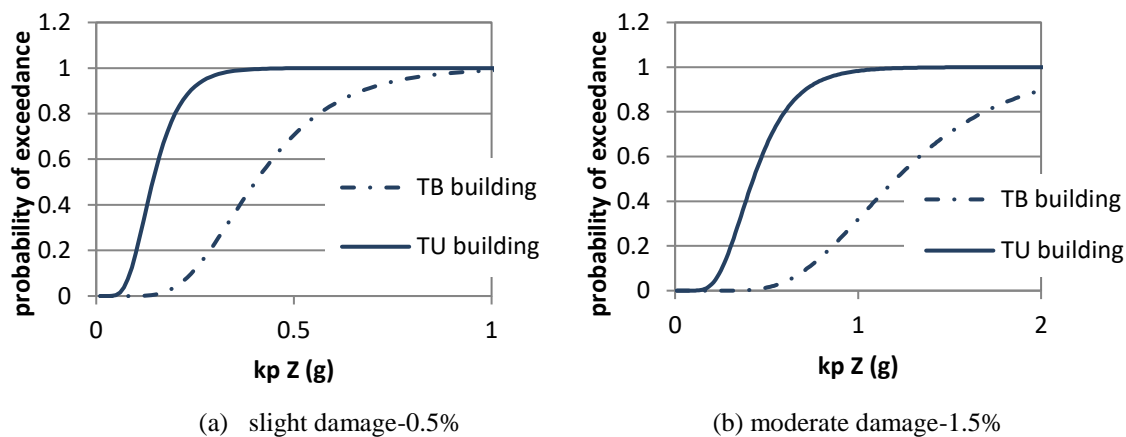 probability of exceedance
1.2
1
0.8
0.6
0.4
0.2
0
0
0.5
1
kp Z (g)
TB building
TU building
(a) slight damage-0.5%
probability of exceedance
1.2
1
0.8
0.6
0.4
0.2
0
0
1
2
kp Z (g)
TB building
TU building
(b) moderate damage-1.5%